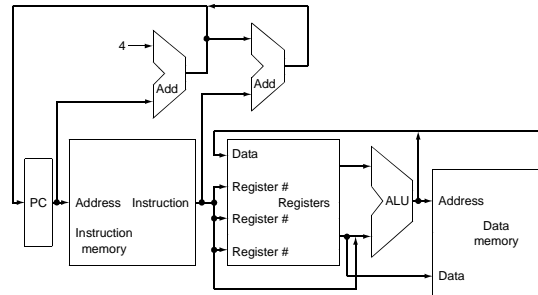 4
Add
Add
Data
Register #
PC
Address
Instruction
Registers
ALU
Address
Register #
Instruction
memory
Data
memory
Register #
Data